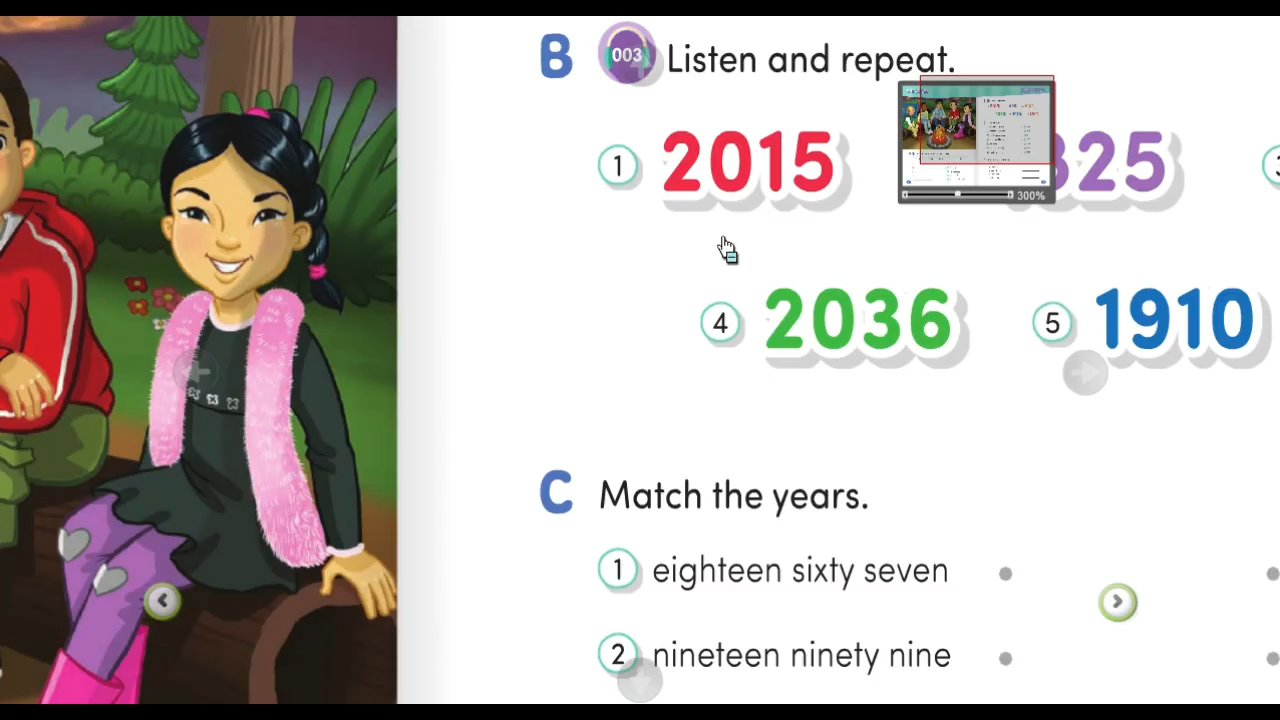 B 003 Listen and repeat.
1 2015 325
300%
4 2036 5 1910
C Match the years.
1 eighteen sixty seven
2 nineteen ninety nine